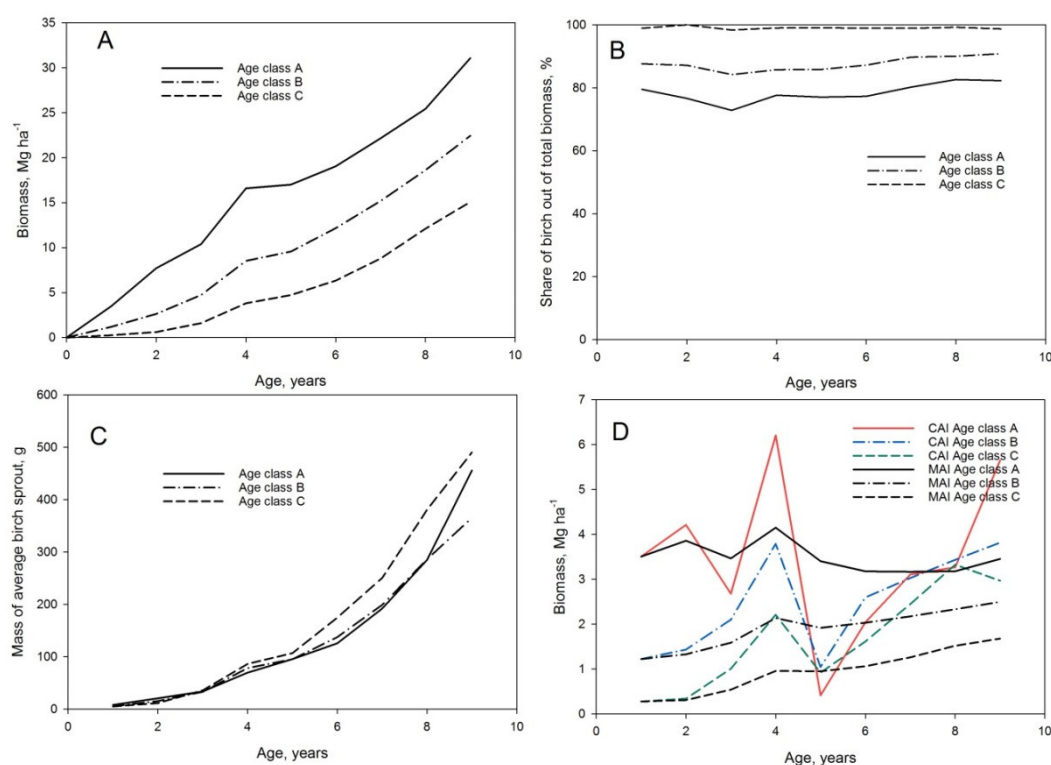 A
Age class A
Age class B
Age class C
Biomass, Mg ha⁻¹
35
30
25
20
15
10
5
0
0 2 4 6 8 10
Age, years
B
Age class A
Age class B
Age class C
Share of birch out of total biomass, %
100
80
60
40
20
0
0 2 4 6 8 10
Age, years
C
Age class A
Age class B
Age class C
Mass of average birch sprout, g
600
500
400
300
200
100
0
0 2 4 6 8 10
Age, years
D
CAI Age class A
CAI Age class B
CAI Age class C
MAI Age class A
MAI Age class B
MAI Age class C
Biomass, Mg ha⁻¹
7
6
5
4
3
2
1
0
0 2 4 6 8 10
Age, years